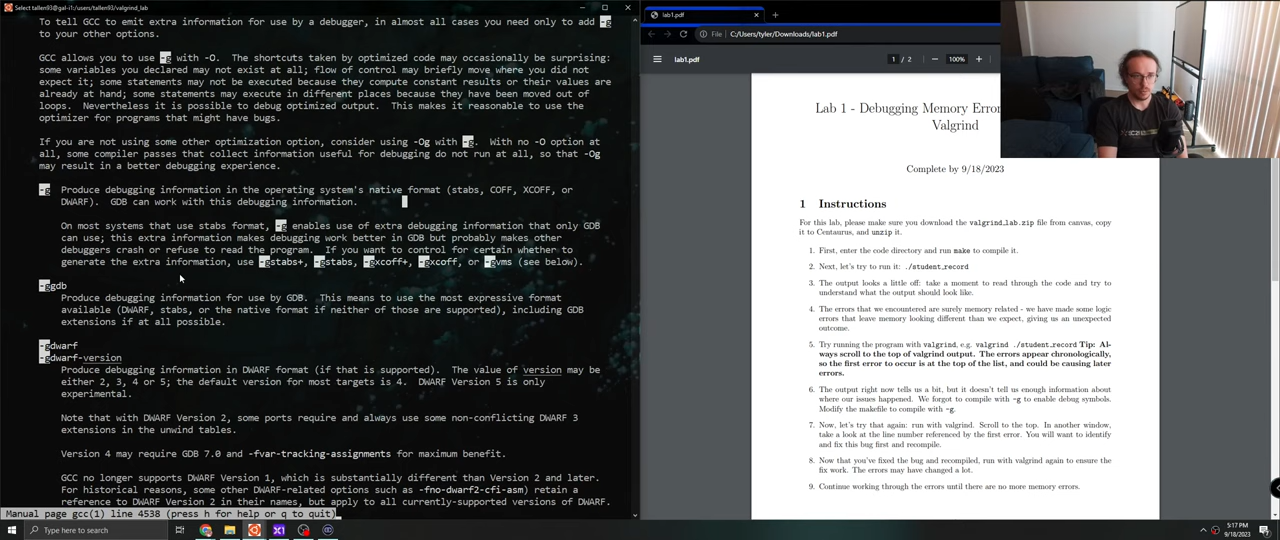 Select tallen93@gal-i1:/users/tallen93/valgrind_lab
To tell GCC to emit extra information for use by a debugger, in almost all cases you need only to add -g
to your other options.
GCC allows you to use -g with -O.  The shortcuts taken by optimized code may occasionally be surprising:
some variables you declared may not exist at all; flow of control may briefly move where you did not
expect it; some statements may not be executed because they compute constant results or their values are
already at hand; some statements may execute in different places because they have been moved out of
loops.  Nevertheless it is possible to debug optimized output.  This makes it reasonable to use the
optimizer for programs that might have bugs.
If you are not using some other optimization option, consider using -Og with -g.  With no -O option at
all, some compiler passes that collect information useful for debugging do not run at all, so that -Og
may result in a better debugging experience.
-g  Produce debugging information in the operating system's native format (stabs, COFF, XCOFF, or
DWARF).  GDB can work with this debugging information.
On most systems that use stabs format, -g enables use of extra debugging information that only GDB
can use; this extra information makes debugging work better in GDB but probably makes other
debuggers crash or refuse to read the program.  If you want to control for certain whether to
generate the extra information, use -gstabs+, -gstabs, -gxcoff+, -gxcoff, or -gvms (see below).
-ggdb
Produce debugging information for use by GDB.  This means to use the most expressive format
available (DWARF, stabs, or the native format if neither of those are supported), including GDB
extensions if at all possible.
-gdwarf
-gdwarf-version
Produce debugging information in DWARF format (if that is supported).  The value of version may be
either 2, 3, 4 or 5; the default version for most targets is 4.  DWARF Version 5 is only
experimental.
Note that with DWARF Version 2, some ports require and always use some non-conflicting DWARF 3
extensions in the unwind tables.
Version 4 may require GDB 7.0 and -fvar-tracking-assignments for maximum benefit.
GCC no longer supports DWARF Version 1, which is substantially different than Version 2 and later.
For historical reasons, some other DWARF-related options such as -fno-dwarf2-cfi-asm) retain a
reference to DWARF Version 2 in their names, but apply to all currently-supported versions of DWARF.
Manual page gcc(1) line 4538 (press h for help or q to quit)
lab1.pdf
File C:/Users/tyler/Downloads/lab1.pdf
lab1.pdf 1 / 2 100%
Lab 1 - Debugging Memory Erro
Valgrind
Complete by 9/18/2023
1 Instructions
For this lab, please make sure you download the valgrind_lab.zip file from canvas, copy
it to Centaurus, and unzip it.
1. First, enter the code directory and run make to compile it.
2. Next, let's try to run it: ./student_record
3. The output looks a little off: take a moment to read through the code and try to
understand what the output should look like.
4. The errors that we encountered are surely memory related - we have made some logic
errors that leave memory looking different than we expect, giving us an unexpected
outcome.
5. Try running the program with valgrind, e.g. valgrind ./student_record Tip: Al-
ways scroll to the top of valgrind output. The errors appear chronologically,
so the first error to occur is at the top of the list, and could be causing later
errors.
6. The output right now tells us a bit, but it doesn't tell us enough information about
where our issues happened. We forgot to compile with -g to enable debug symbols.
Modify the makefile to compile with -g.
7. Now, let's try that again: run with valgrind. Scroll to the top. In another window,
take a look at the line number referenced by the first error. You will want to identify
and fix this bug first and recompile.
8. Now that you've fixed the bug and recompiled, run with valgrind again to ensure the
fix work. The errors may have changed a lot.
9. Continue working through the errors until there are no more memory errors.
Type here to search
5:17 PM
9/18/2023